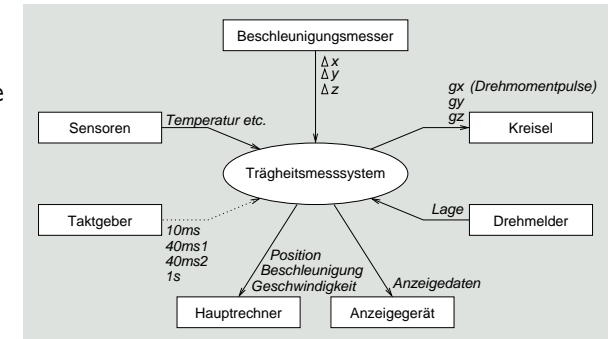 Beschleunigungsmesser
Δ x
Δ y
Δ z
gx (Drehmomentpulse)
gy
gz
e
Sensoren
Temperatur etc.
Kreisel
Trägheitsmesssystem
Taktgeber
10ms
40ms1
40ms2
1s
Lage
Drehmelder
Position
Beschleunigung
Geschwindigkeit
Anzeigedaten
Hauptrechner
Anzeigegerät